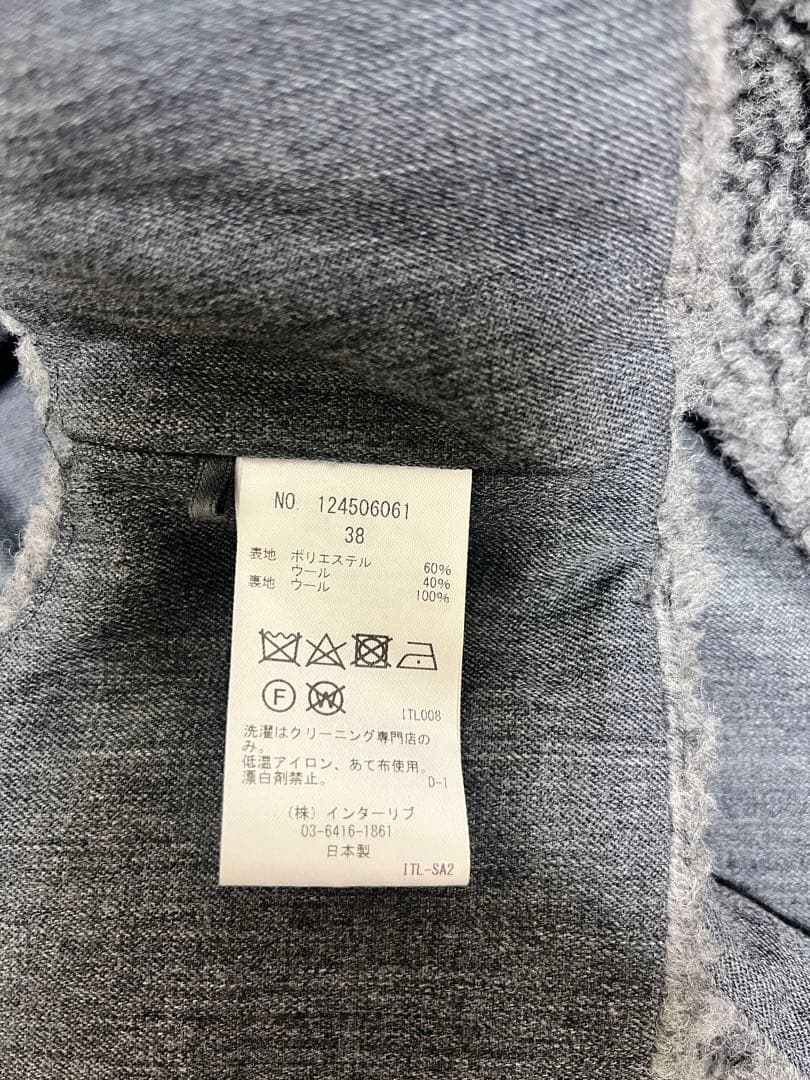 NO. 124506061
38
表地 ポリエステル 60%
ウール 40%
裏地 ウール 100%
F W
ITL008
洗濯はクリーニング専門店の
み。
低温アイロン、あて布使用。
漂白剤禁止。 D-1
(株) インターリブ
03-6416-1861
日本製
ITL-SA2